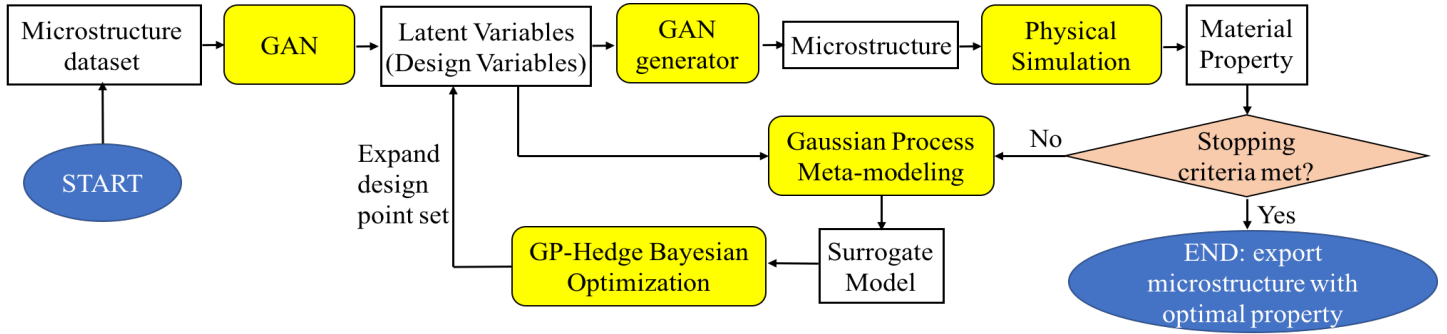 Microstructure
dataset
GAN
Latent Variables
(Design Variables)
GAN
generator
Microstructure
Physical
Simulation
Material
Property
START
Expand
design
point set
Gaussian Process
Meta-modeling
No
Stopping
criteria met?
Yes
GP-Hedge Bayesian
Optimization
Surrogate
Model
END: export
microstructure with
optimal property